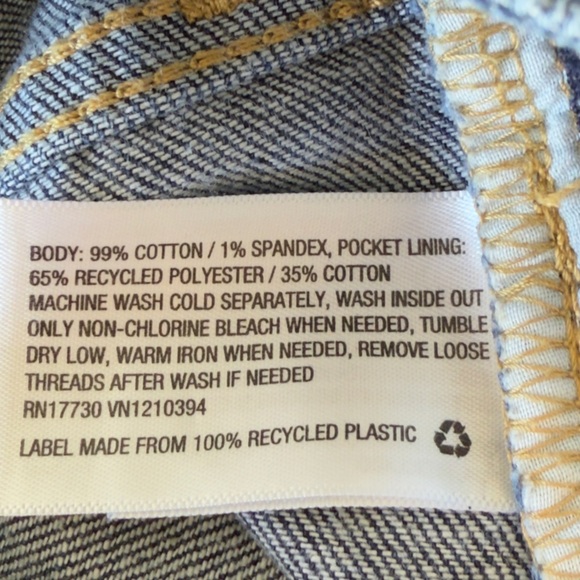 BODY: 99% COTTON / 1% SPANDEX, POCKET LINING:
65% RECYCLED POLYESTER / 35% COTTON
MACHINE WASH COLD SEPARATELY, WASH INSIDE OUT
ONLY NON-CHLORINE BLEACH WHEN NEEDED, TUMBLE
DRY LOW, WARM IRON WHEN NEEDED, REMOVE LOOSE
THREADS AFTER WASH IF NEEDED
RN17730 VN1210394
LABEL MADE FROM 100% RECYCLED PLASTIC